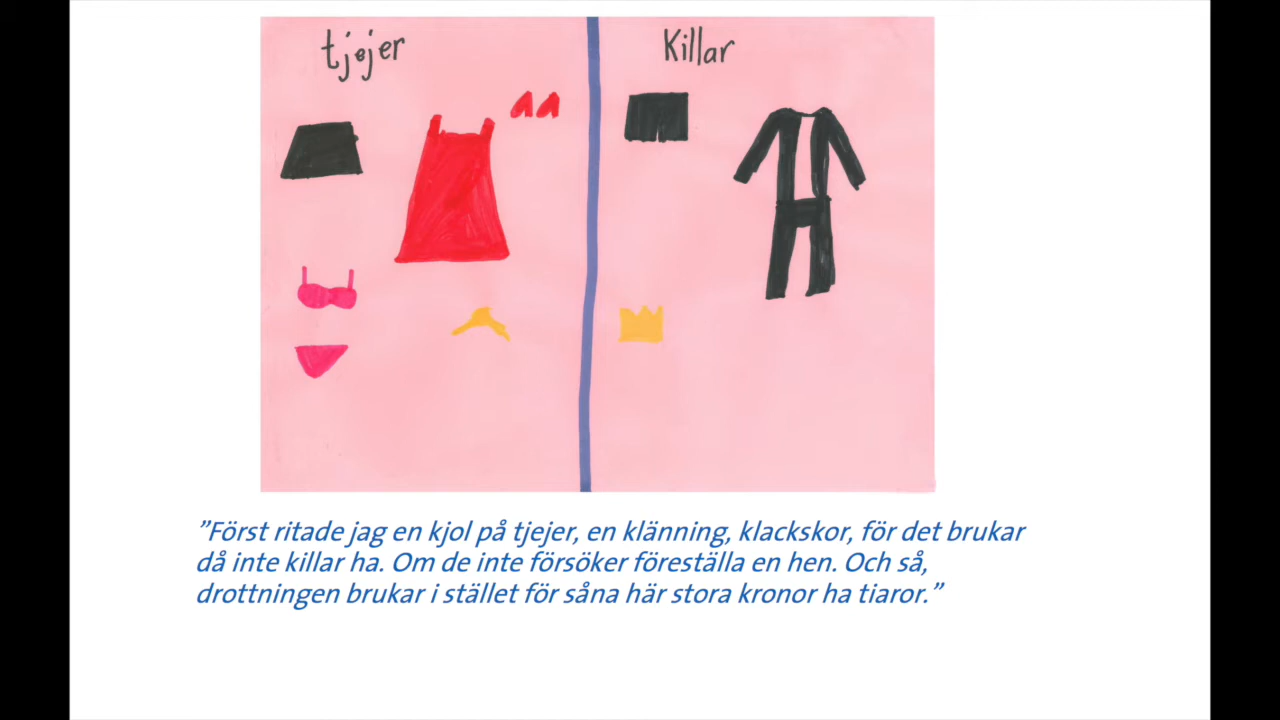 tjejer
Killar
”Först ritade jag en kjol på tjejer, en klänning, klackskor, för det brukar
då inte killar ha. Om de inte försöker föreställa en hen. Och så,
drottningen brukar i stället för såna här stora kronor ha tiaror.”